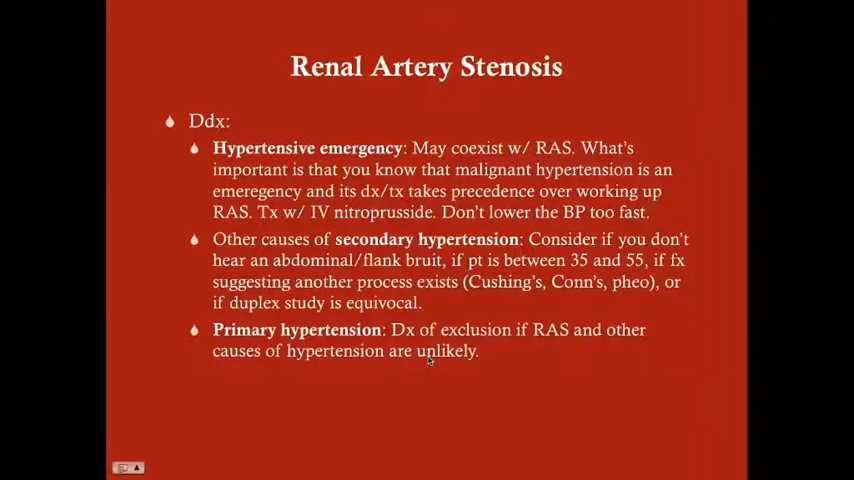 Renal Artery Stenosis
Ddx:
Hypertensive emergency: May coexist w/ RAS. What's
important is that you know that malignant hypertension is an
emeregency and its dx/tx takes precedence over working up
RAS. Tx w/ IV nitroprusside. Don't lower the BP too fast.
Other causes of secondary hypertension: Consider if you don't
hear an abdominal/flank bruit, if pt is between 35 and 55, if fx
suggesting another process exists (Cushing's, Conn's, pheo), or
if duplex study is equivocal.
Primary hypertension: Dx of exclusion if RAS and other
causes of hypertension are unlikely.